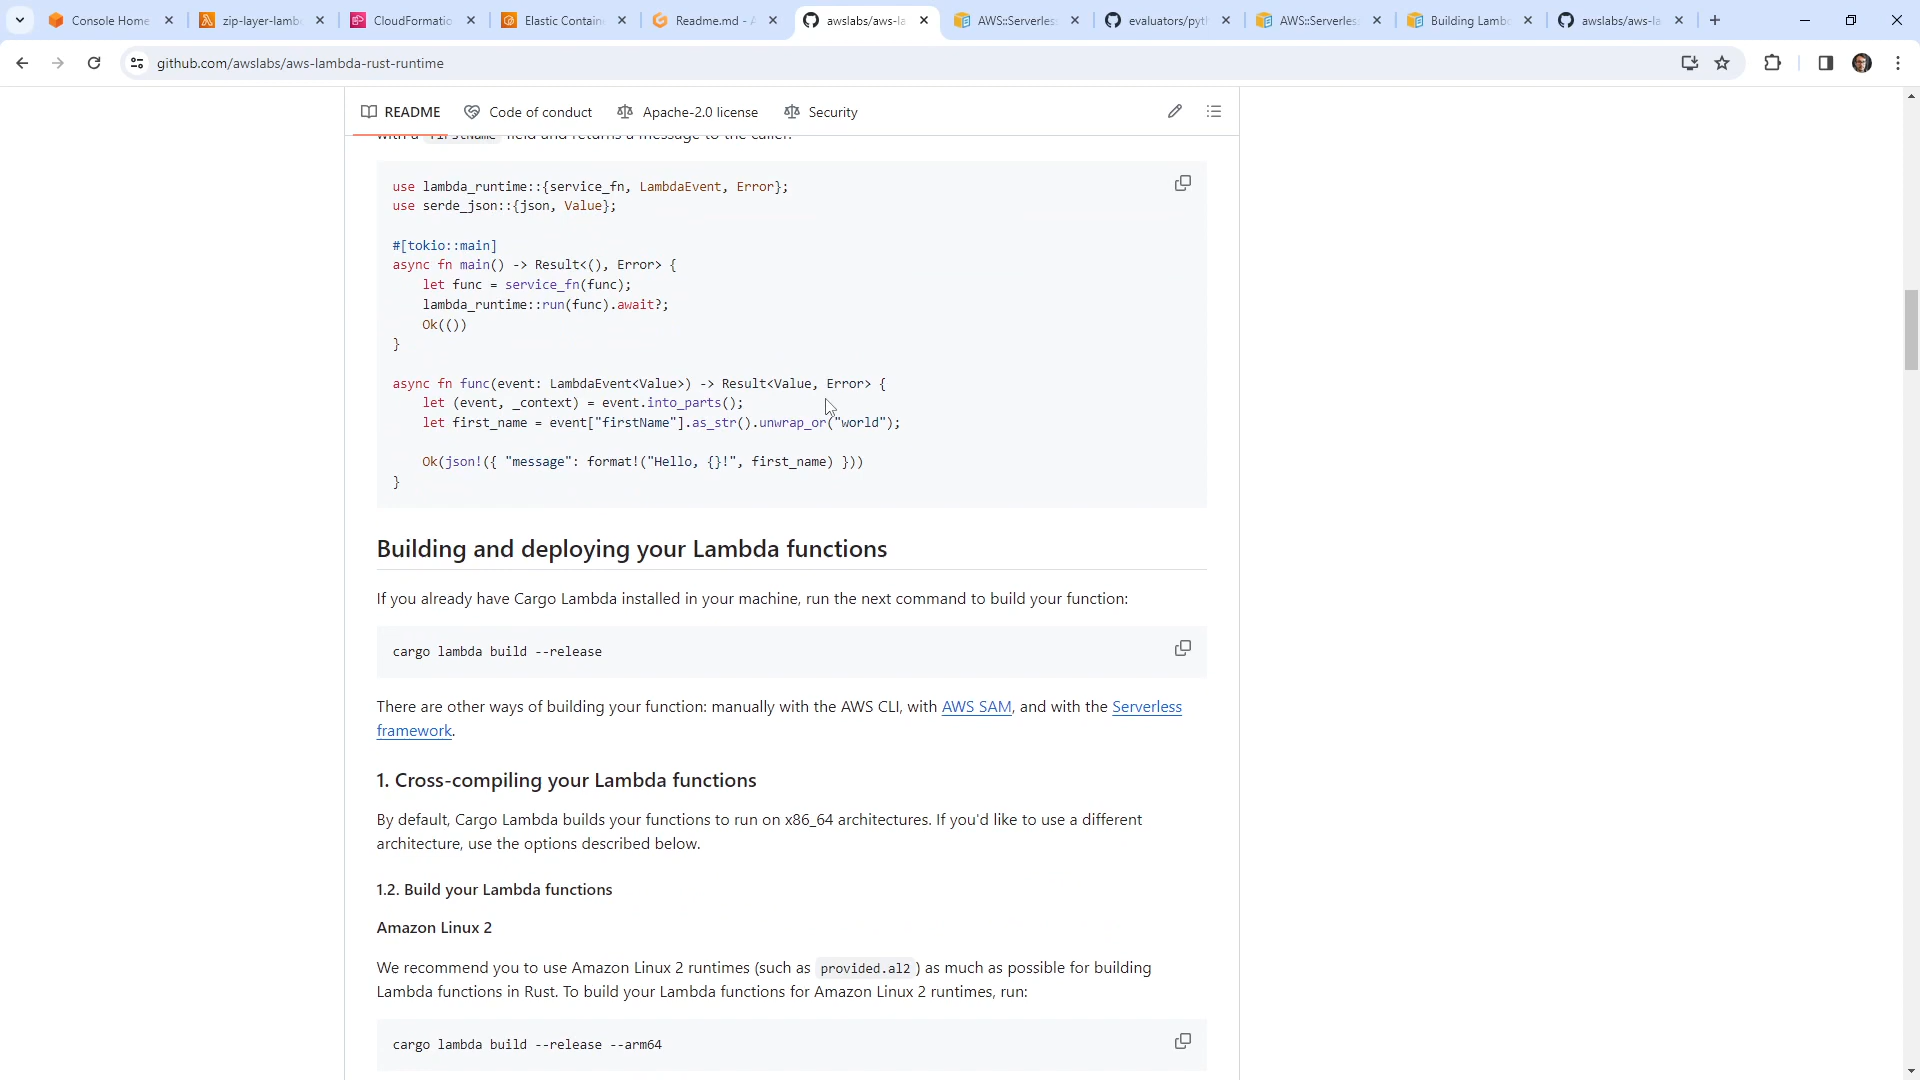 Console Home
zip-layer-lamb
CloudFormatio
Elastic Contain
Readme.md - A
awslabs/aws-la
AWS::Serverles
evaluators/pyth
AWS::Serverles
Building Lambd
awslabs/aws-la
github.com/awslabs/aws-lambda-rust-runtime
README
Code of conduct
Apache-2.0 license
Security
with a firstName field and returns a message to the caller.
use lambda_runtime::{service_fn, LambdaEvent, Error};
use serde_json::{json, Value};
#[tokio::main]
async fn main() -> Result<(), Error> {
    let func = service_fn(func);
    lambda_runtime::run(func).await?;
    Ok(())
}
async fn func(event: LambdaEvent<Value>) -> Result<Value, Error> {
    let (event, _context) = event.into_parts();
    let first_name = event["firstName"].as_str().unwrap_or("world");
    Ok(json!({ "message": format!("Hello, {}!", first_name) }))
}
Building and deploying your Lambda functions
If you already have Cargo Lambda installed in your machine, run the next command to build your function:
cargo lambda build --release
There are other ways of building your function: manually with the AWS CLI, with AWS SAM, and with the Serverless
framework.
1. Cross-compiling your Lambda functions
By default, Cargo Lambda builds your functions to run on x86_64 architectures. If you'd like to use a different
architecture, use the options described below.
1.2. Build your Lambda functions
Amazon Linux 2
We recommend you to use Amazon Linux 2 runtimes (such as provided.al2 ) as much as possible for building
Lambda functions in Rust. To build your Lambda functions for Amazon Linux 2 runtimes, run:
cargo lambda build --release --arm64